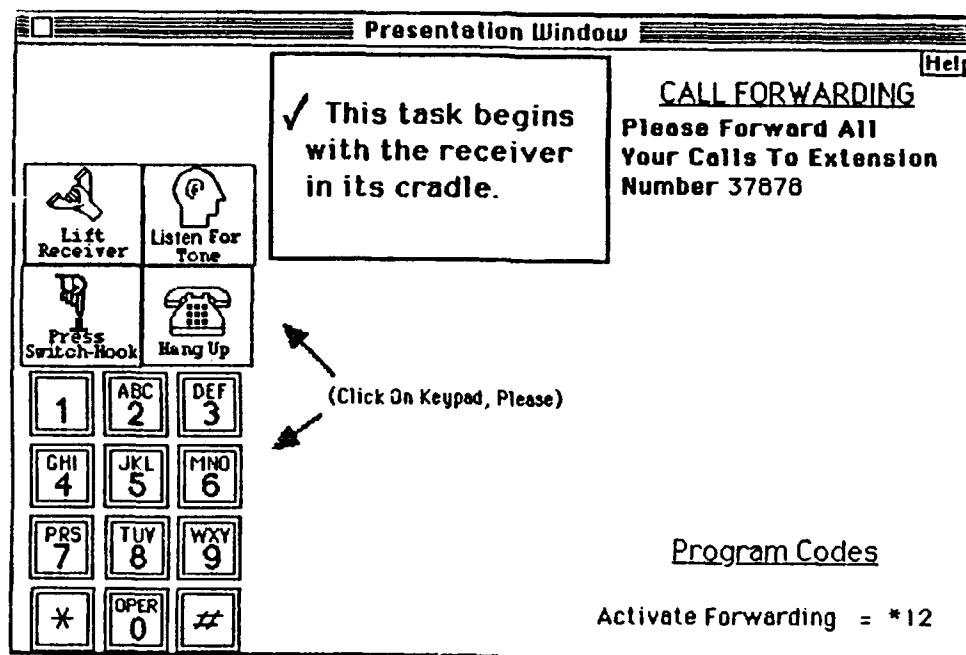 Presentation Window
Help
✓ This task begins
with the receiver
in its cradle.
CALL FORWARDING
Please Forward All
Your Calls To Extension
Number 37878
Lift
Receiver
Listen For
Tone
Press
Switch-Hook
Hang Up
(Click On Keypad, Please)
1
ABC
2
DEF
3
GHI
4
JKL
5
MNO
6
PRS
7
TUV
8
WXY
9
*
OPER
0
#
Program Codes
Activate Forwarding = *12